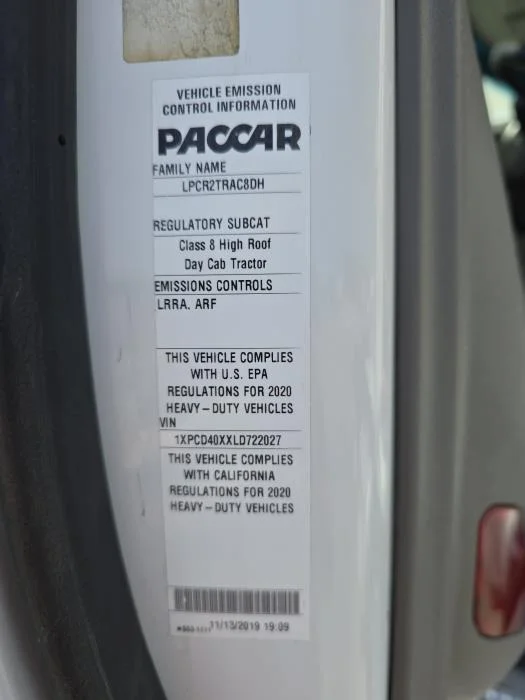 VEHICLE EMISSION
CONTROL INFORMATION
PACCAR
FAMILY NAME
LPCR2TRAC8DH
REGULATORY SUBCAT
Class 8 High Roof
Day Cab Tractor
EMISSIONS CONTROLS
LRRA, ARF
THIS VEHICLE COMPLIES
WITH U.S. EPA
REGULATIONS FOR 2020
HEAVY-DUTY VEHICLES
VIN
1XPCD40XXLD722027
THIS VEHICLE COMPLIES
WITH CALIFORNIA
REGULATIONS FOR 2020
HEAVY-DUTY VEHICLES
11/13/2019 19:09